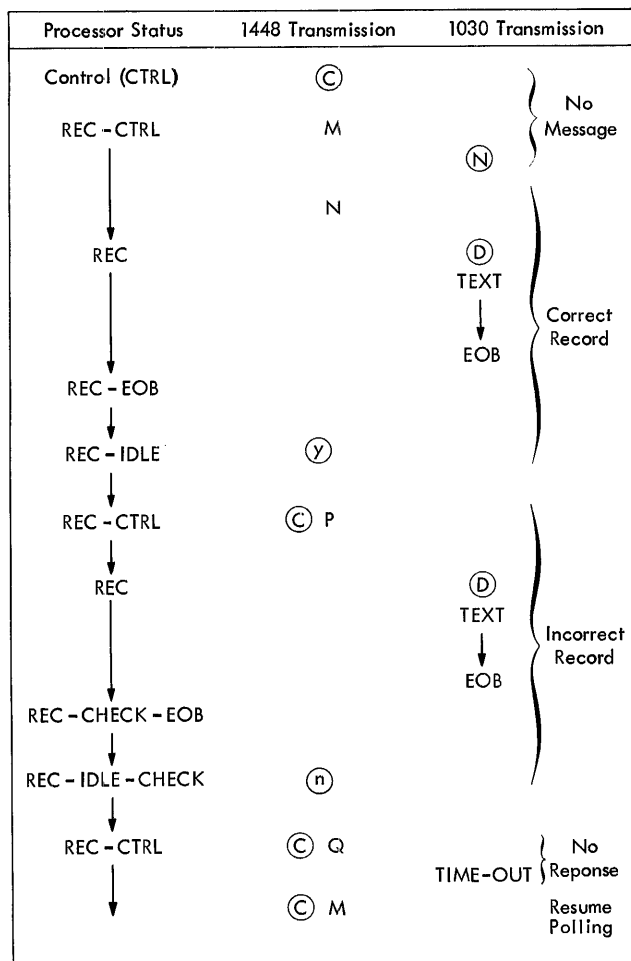 Processor Status 1448 Transmission 1030 Transmission
Control (CTRL) C
No
Message
REC-CTRL M
N
N
REC D
TEXT
Correct
Record
EOB
REC-EOB
REC-IDLE y
REC-CTRL C P
REC D
TEXT
Incorrect
Record
EOB
REC-CHECK-EOB
REC-IDLE-CHECK n
REC-CTRL C Q No
TIME-OUT Reponse
C M Resume
Polling